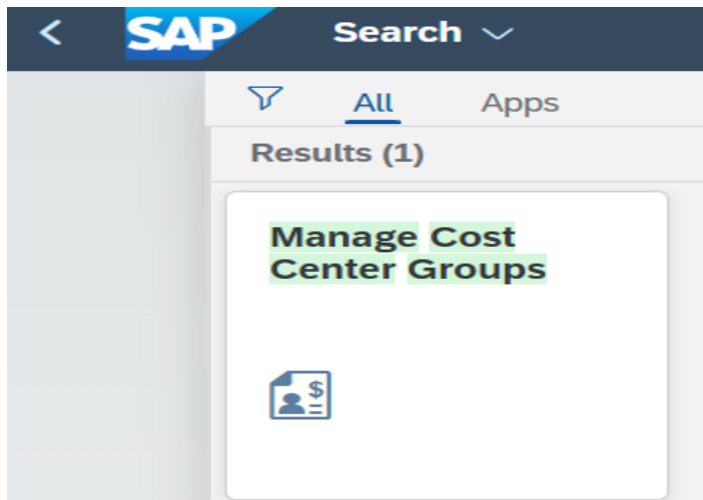 SAP Search
All Apps
Results (1)
Manage Cost
Center Groups
$